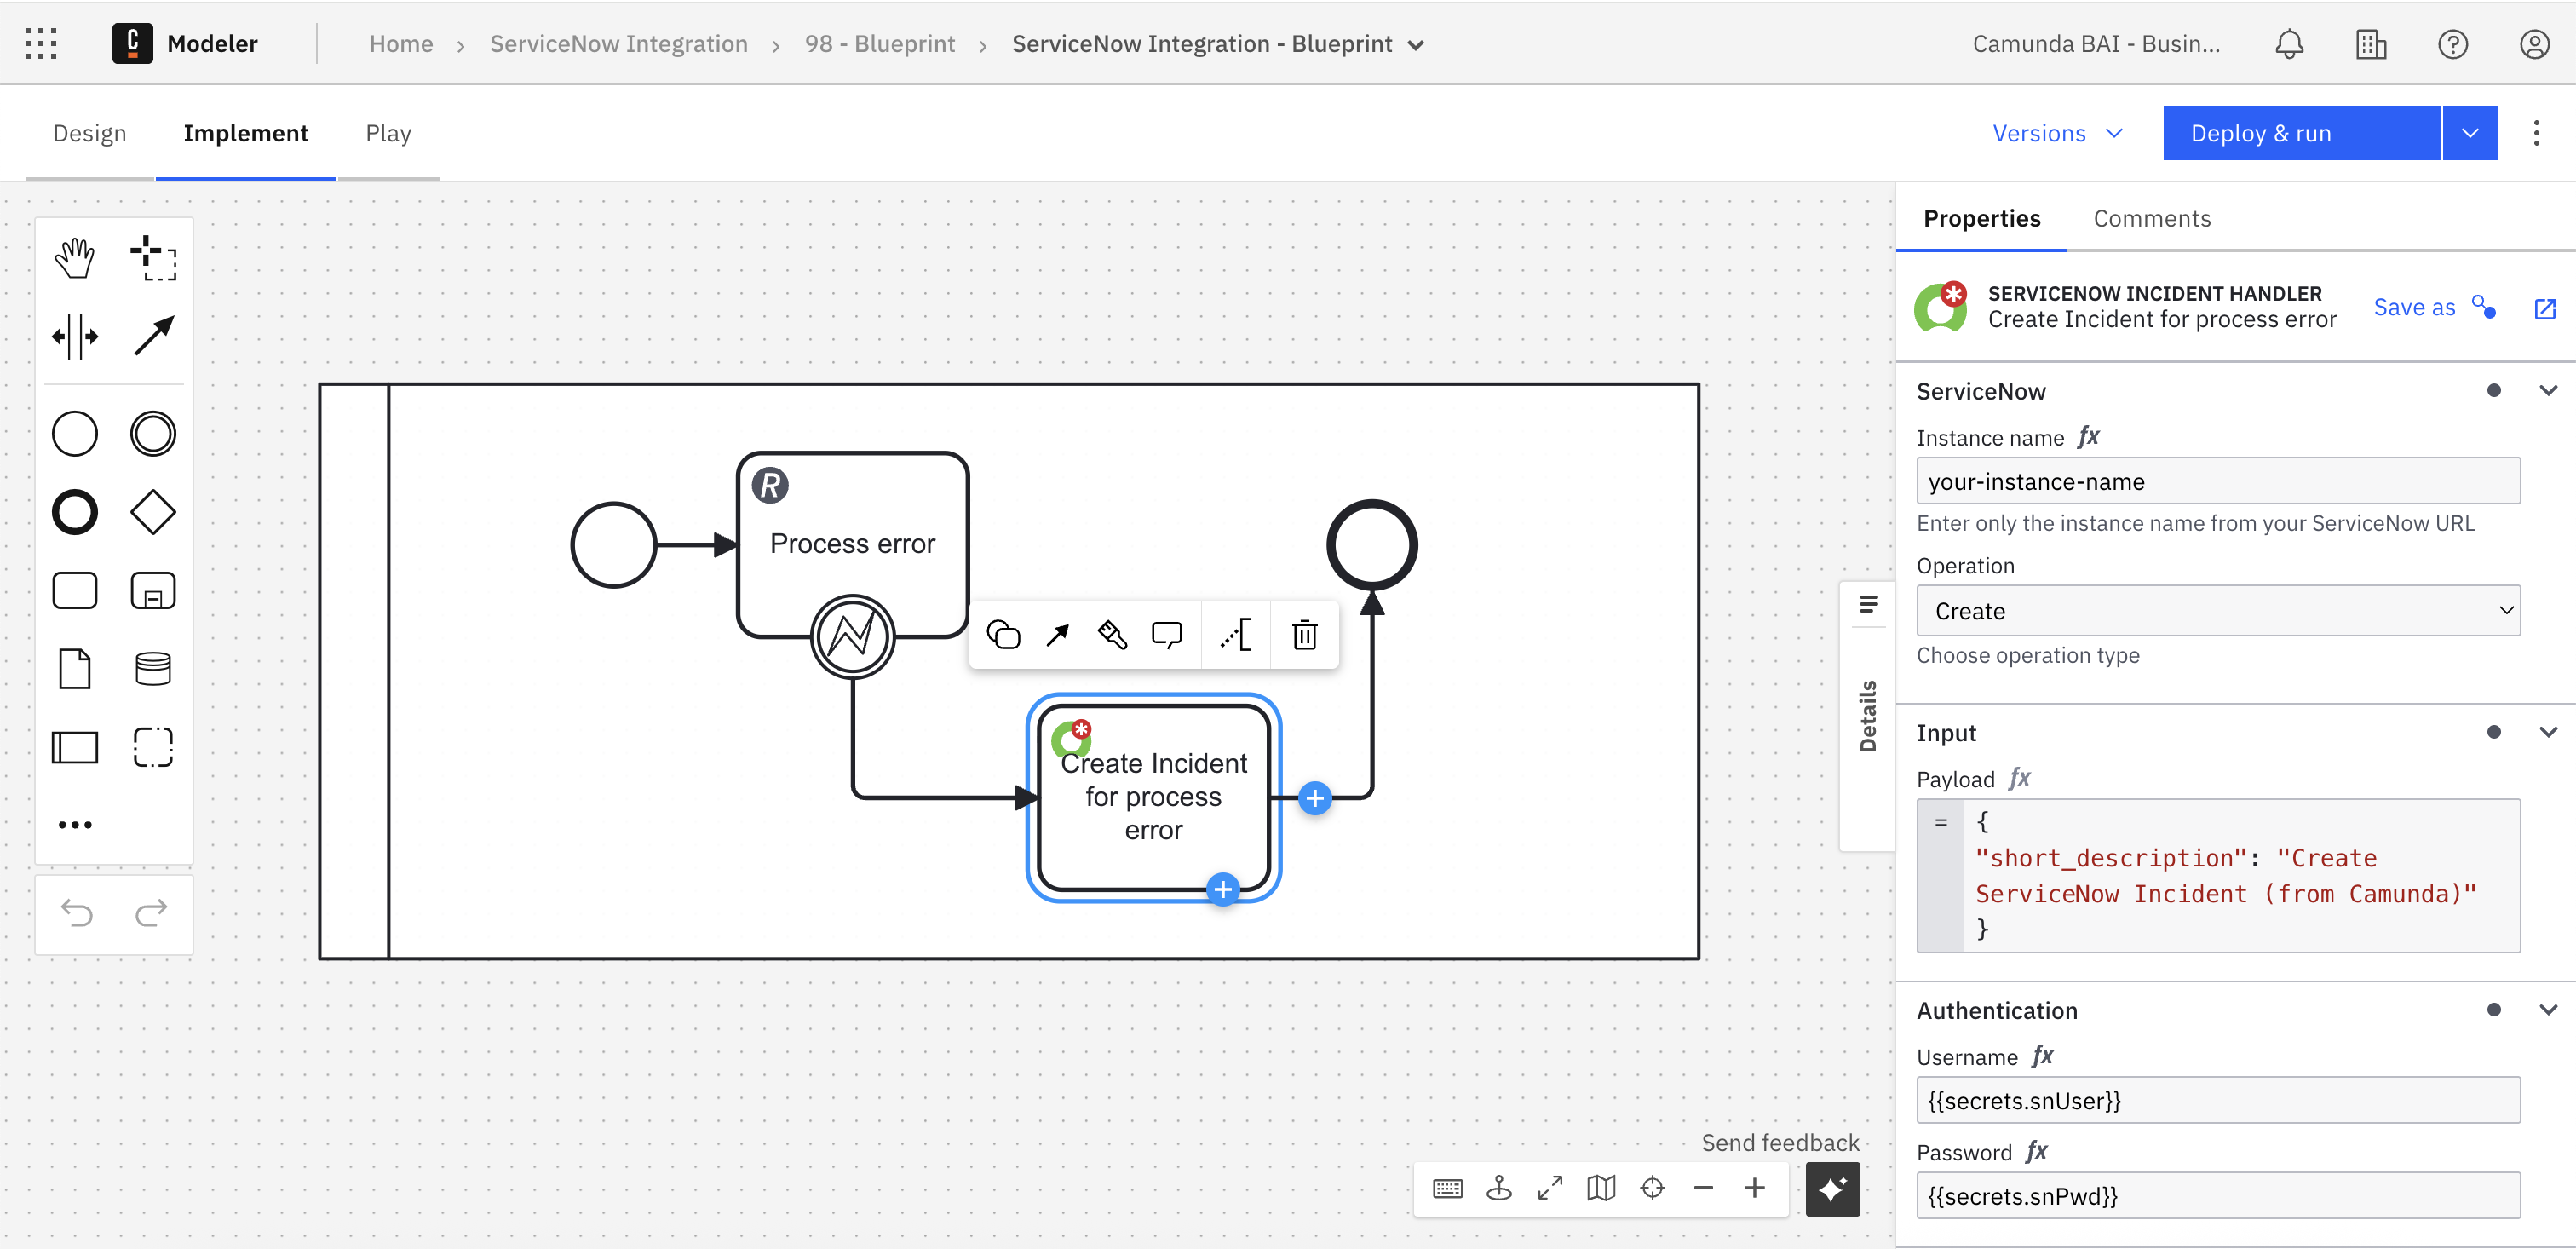 C Modeler Home > ServiceNow Integration > 98 - Blueprint > ServiceNow Integration - Blueprint Camunda BAI - Busin...
Design Implement Play Versions Deploy & run
Properties Comments
SERVICENOW INCIDENT HANDLER
Create Incident for process error
Save as
ServiceNow
Instance name fx
your-instance-name
Enter only the instance name from your ServiceNow URL
Operation
Create
Choose operation type
Input
Payload fx
= {
"short_description": "Create
ServiceNow Incident (from Camunda)"
}
Authentication
Username fx
{{secrets.snUser}}
Password fx
{{secrets.snPwd}}
Details
R
Process error
Create Incident
for process
error
Send feedback